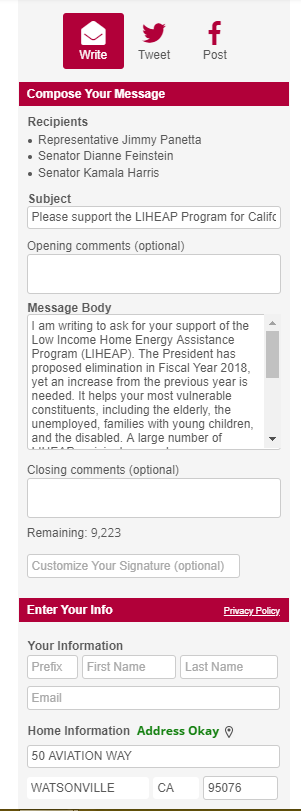 Write Tweet Post
Compose Your Message
Recipients
Representative Jimmy Panetta
Senator Dianne Feinstein
Senator Kamala Harris
Subject
Please support the LIHEAP Program for Califo
Opening comments (optional)
Message Body
I am writing to ask for your support of the
Low Income Home Energy Assistance
Program (LIHEAP). The President has
proposed elimination in Fiscal Year 2018,
yet an increase from the previous year is
needed. It helps your most vulnerable
constituents, including the elderly, the
unemployed, families with young children,
and the disabled. A large number of
Closing comments (optional)
Remaining: 9,223
Customize Your Signature (optional)
Enter Your Info Privacy Policy
Your Information
Prefix First Name Last Name
Email
Home Information Address Okay
50 AVIATION WAY
WATSONVILLE CA 95076